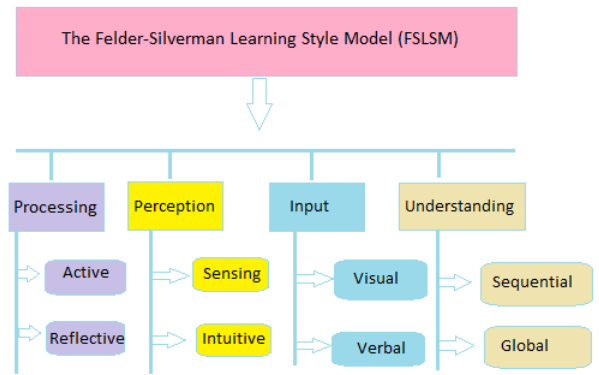 The Felder-Silverman Learning Style Model (FSLSM)
Processing
Perception
Input
Understanding
Active
Sensing
Visual
Sequential
Reflective
Intuitive
Verbal
Global